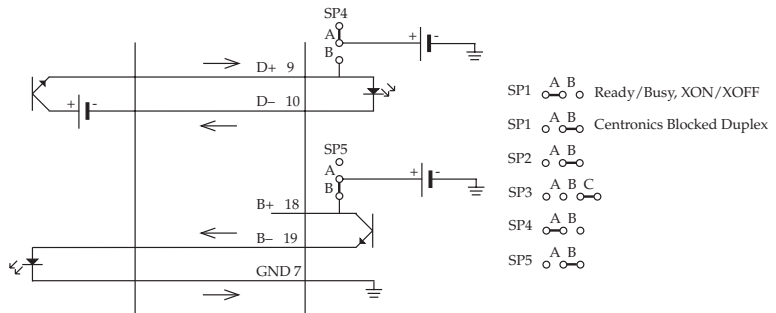 SP4
A
B
+ -
D+ 9
+ -
D– 10
SP5
A
B
+ -
B+ 18
B– 19
GND 7
A B
SP1 Ready/Busy, XON/XOFF
A B
SP1 Centronics Blocked Duplex
A B
SP2
A B C
SP3
A B
SP4
A B
SP5